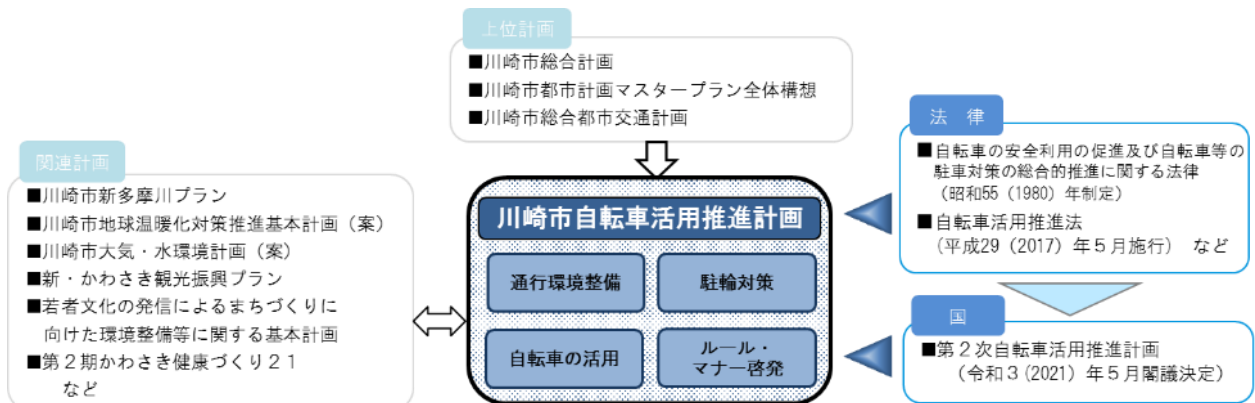 上位計画
■川崎市総合計画
■川崎市都市計画マスタープラン全体構想
■川崎市総合都市交通計画
関連計画
■川崎市新多摩川プラン
■川崎市地球温暖化対策推進基本計画（案）
■川崎市大気・水環境計画（案）
■新・かわさき観光振興プラン
■若者文化の発信によるまちづくりに
向けた環境整備等に関する基本計画
■第２期かわさき健康づくり２１
など
川崎市自転車活用推進計画
通行環境整備
駐輪対策
自転車の活用
ルール・
マナー啓発
法　律
■自転車の安全利用の促進及び自転車等の
駐車対策の総合的推進に関する法律
（昭和55（1980）年制定）
■自転車活用推進法
（平成29（2017）年５月施行）　など
国
■第２次自転車活用推進計画
（令和３(2021）年５月閣議決定）